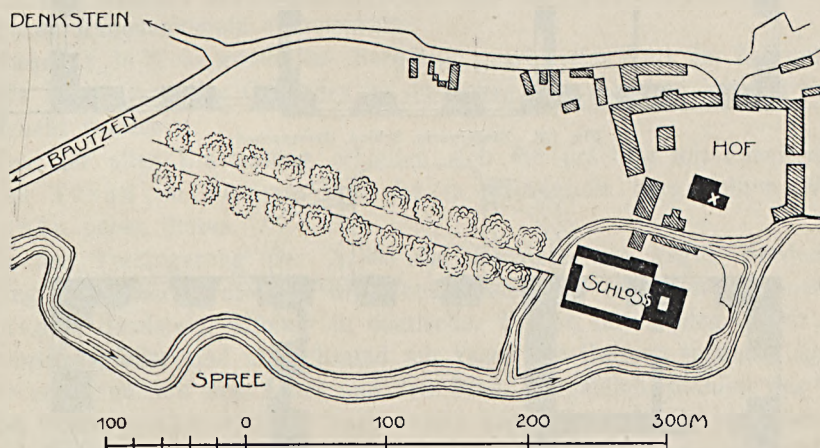 DENKSTEIN
BAUTZEN
HOF
x
SCHLOSS
SPREE
100 0 100 200 300M